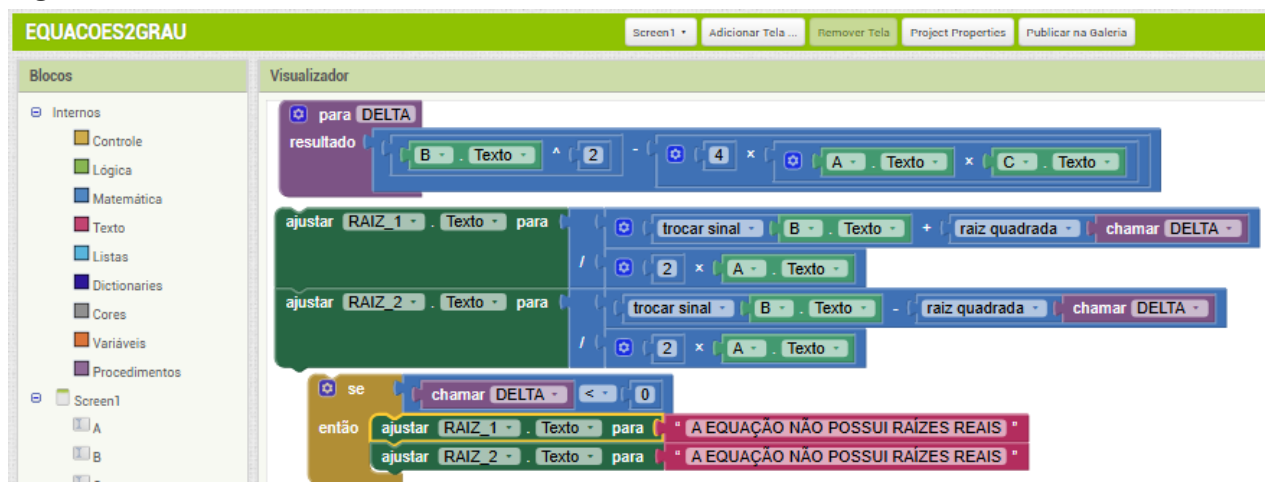 EQUACOES2GRAU
Screen1 Adicionar Tela ... Remover Tela Project Properties Publicar na Galeria
Blocos
Visualizador
Internos
Controle
Lógica
Matemática
Texto
Listas
Dictionaries
Cores
Variáveis
Procedimentos
Screen1
A
B
para DELTA
resultado B . Texto ^ 2 - 4 × A . Texto × C . Texto
ajustar RAIZ_1 . Texto para trocar sinal B . Texto + raiz quadrada chamar DELTA
/ 2 × A . Texto
ajustar RAIZ_2 . Texto para trocar sinal B . Texto - raiz quadrada chamar DELTA
/ 2 × A . Texto
se chamar DELTA < 0
então ajustar RAIZ_1 . Texto para " A EQUAÇÃO NÃO POSSUI RAÍZES REAIS "
ajustar RAIZ_2 . Texto para " A EQUAÇÃO NÃO POSSUI RAÍZES REAIS "